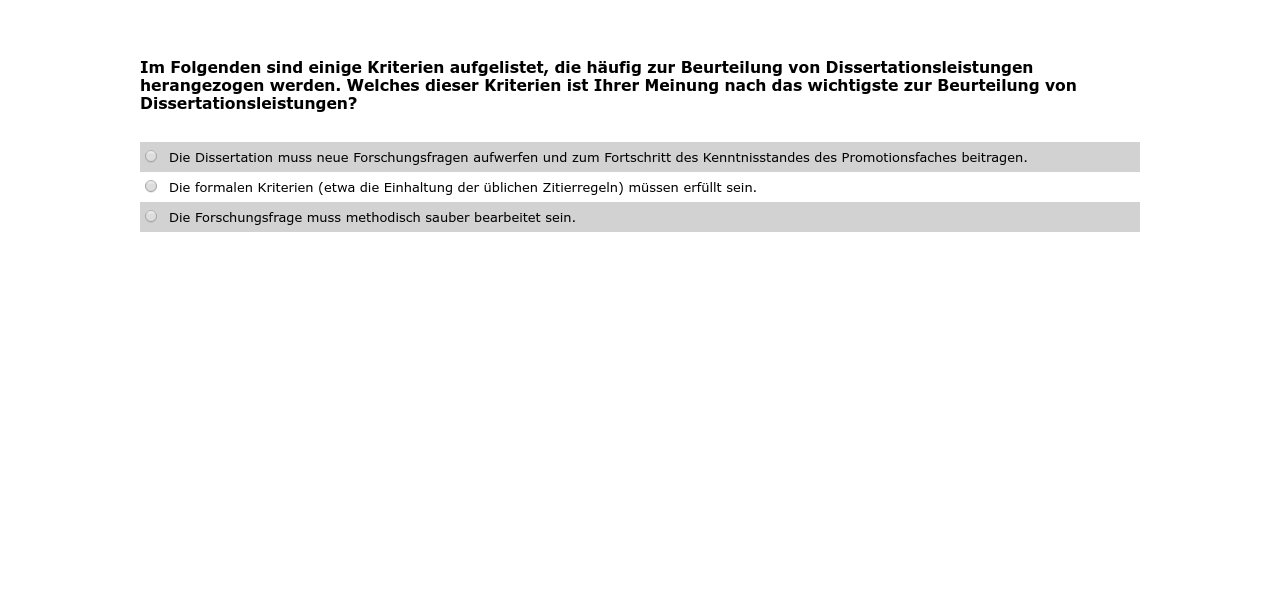 Im Folgenden sind einige Kriterien aufgelistet, die häufig zur Beurteilung von Dissertationsleistungen
herangezogen werden. Welches dieser Kriterien ist Ihrer Meinung nach das wichtigste zur Beurteilung von
Dissertationsleistungen?
Die Dissertation muss neue Forschungsfragen aufwerfen und zum Fortschritt des Kenntnisstandes des Promotionsfaches beitragen.
Die formalen Kriterien (etwa die Einhaltung der üblichen Zitierregeln) müssen erfüllt sein.
Die Forschungsfrage muss methodisch sauber bearbeitet sein.